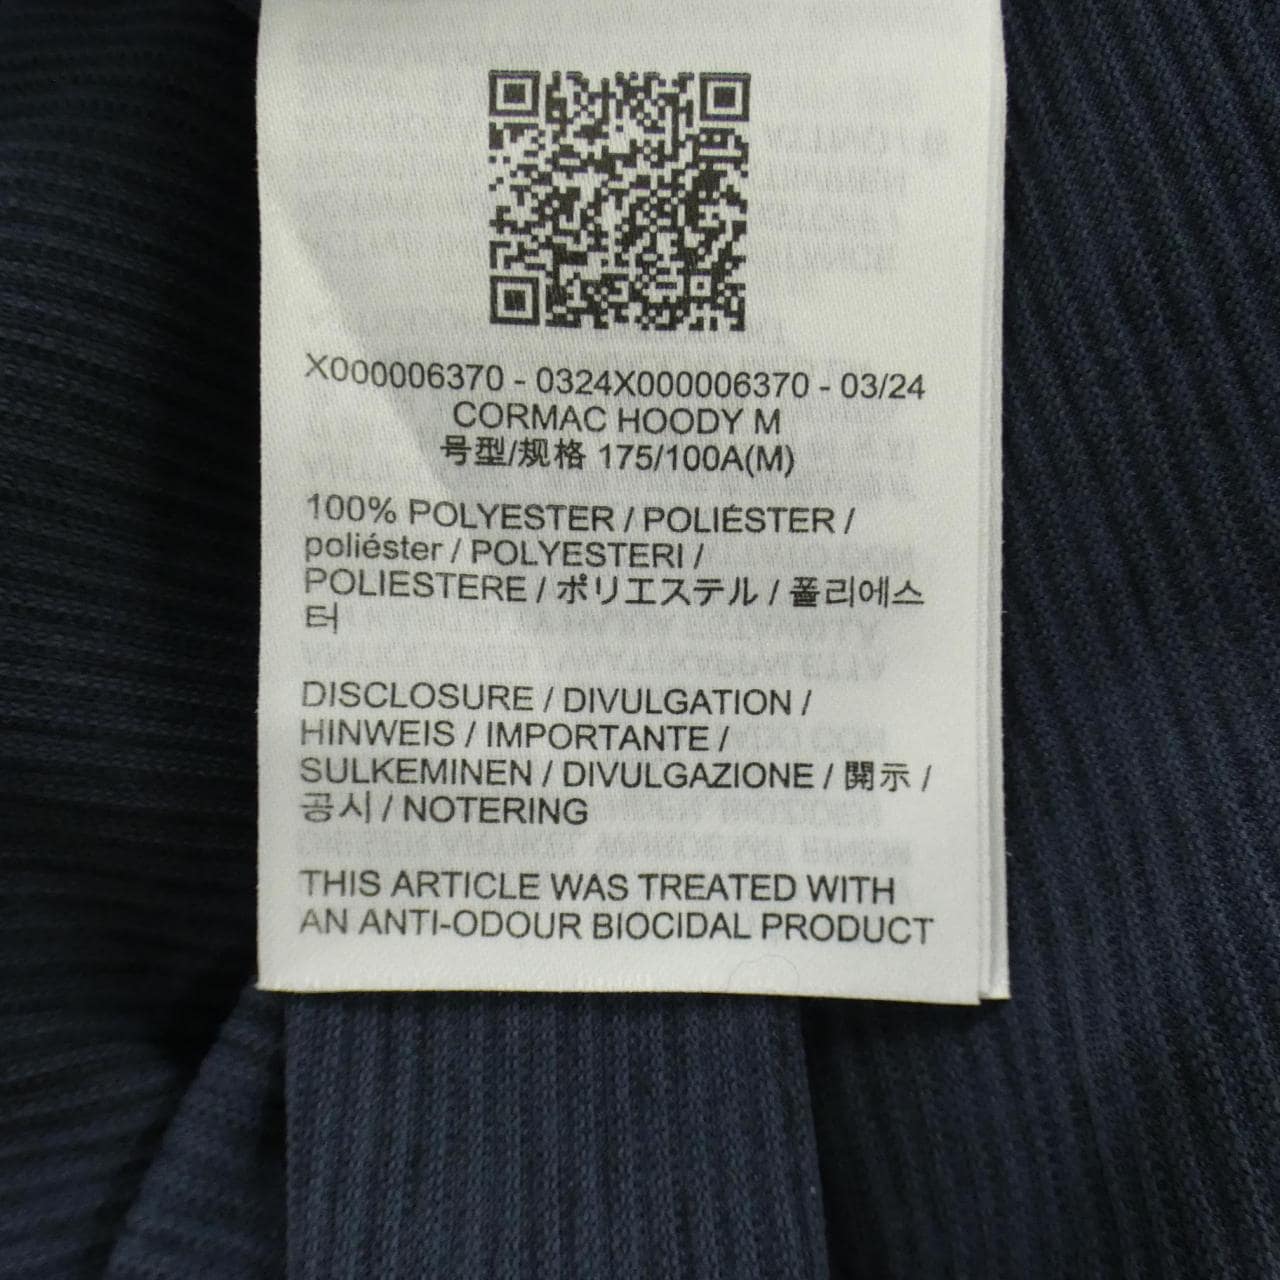 X000006370 - 0324X000006370 - 03/24
CORMAC HOODY M
号型/规格 175/100A(M)
100% POLYESTER / POLIÉSTER /
poliéster / POLYESTERI /
POLIESTERE / ポリエステル / 폴리에스
터
DISCLOSURE / DIVULGATION /
HINWEIS / IMPORTANTE /
SULKEMINEN / DIVULGAZIONE / 開示 /
공시 / NOTERING
THIS ARTICLE WAS TREATED WITH
AN ANTI-ODOUR BIOCIDAL PRODUCT